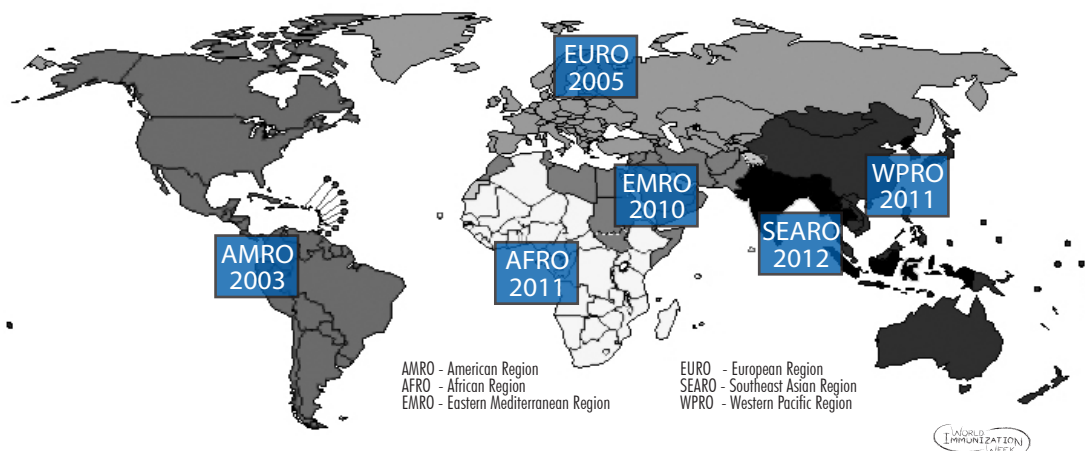 EURO
2005
EMRO
2010
WPRO
2011
SEARO
2012
AMRO
2003
AFRO
2011
AMRO - American Region
AFRO - African Region
EMRO - Eastern Mediterranean Region
EURO - European Region
SEARO - Southeast Asian Region
WPRO - Western Pacific Region
WORLD
IMMUNIZATION
WEEK